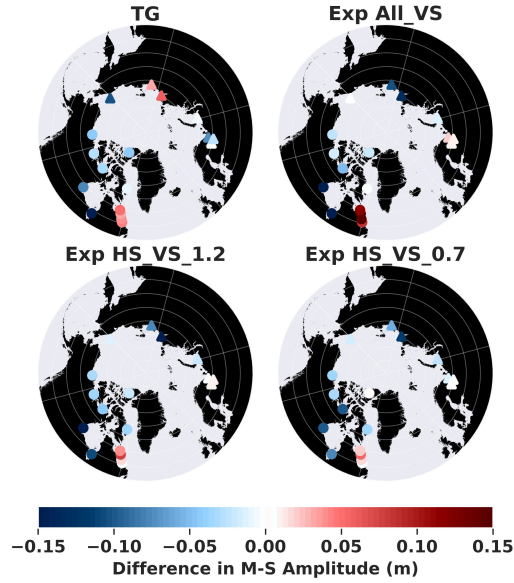 TG
Exp All_VS
Exp HS_VS_1.2
Exp HS_VS_0.7
−0.15 −0.10 −0.05 0.00 0.05 0.10 0.15
Difference in M-S Amplitude (m)